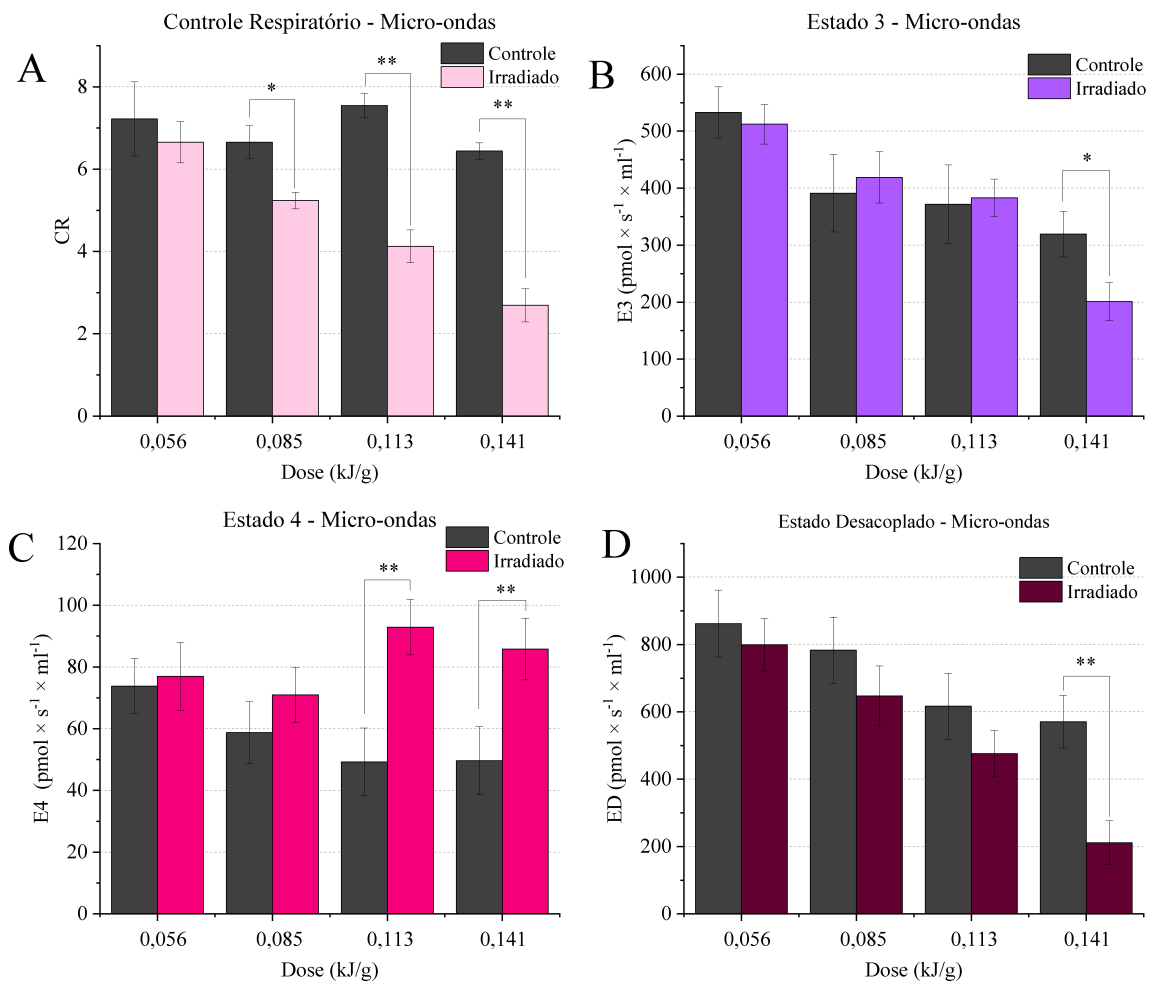 A
Controle Respiratório - Micro-ondas
Controle
Irradiado
CR
8
6
4
2
0
*
**
**
0,056 0,085 0,113 0,141
Dose (kJ/g)
B
Estado 3 - Micro-ondas
Controle
Irradiado
E3 (pmol × s⁻¹ × ml⁻¹)
600
500
400
300
200
100
0
*
0,056 0,085 0,113 0,141
Dose (kJ/g)
C
Estado 4 - Micro-ondas
Controle
Irradiado
E4 (pmol × s⁻¹ × ml⁻¹)
120
100
80
60
40
20
0
**
**
0,056 0,085 0,113 0,141
Dose (kJ/g)
D
Estado Desacoplado - Micro-ondas
Controle
Irradiado
ED (pmol × s⁻¹ × ml⁻¹)
1000
800
600
400
200
0
**
0,056 0,085 0,113 0,141
Dose (kJ/g)